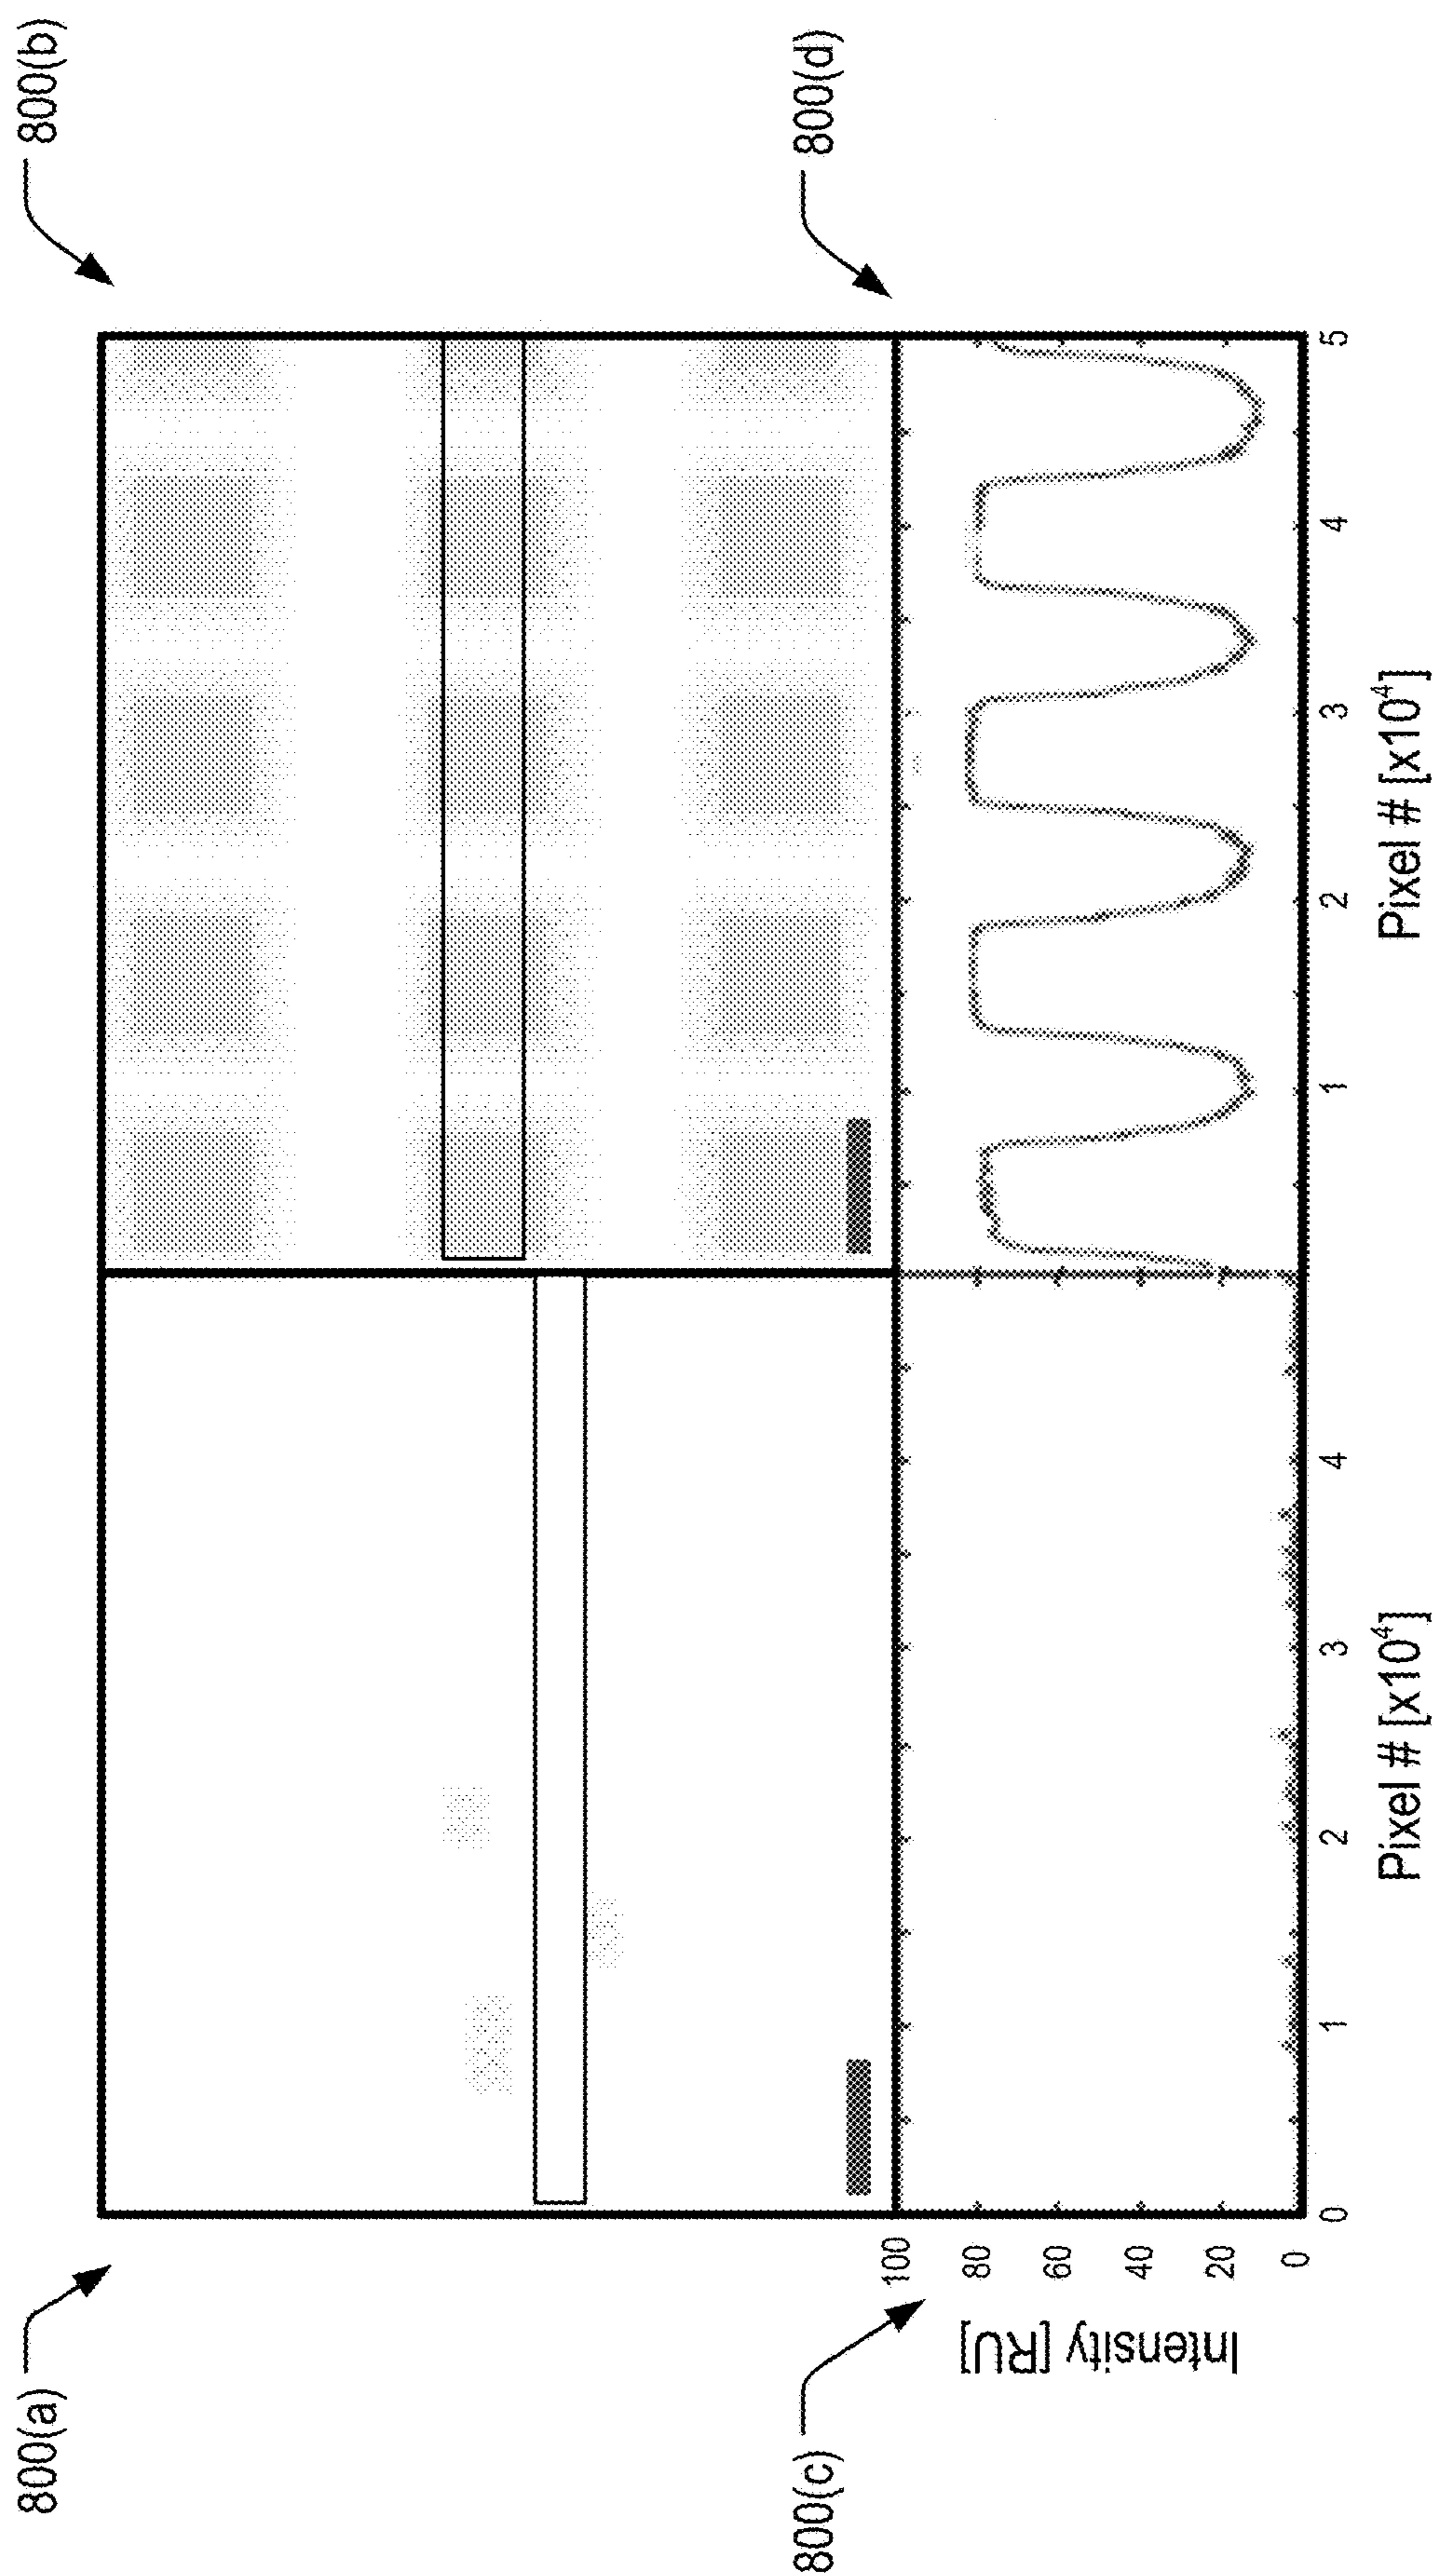 800(a)
800(b)
800(c)
800(d)
Intensity [RU]
100
80
60
40
20
0
0 1 2 3 4
1 2 3 4 5
Pixel # [x10⁴]
Pixel # [x10⁴]